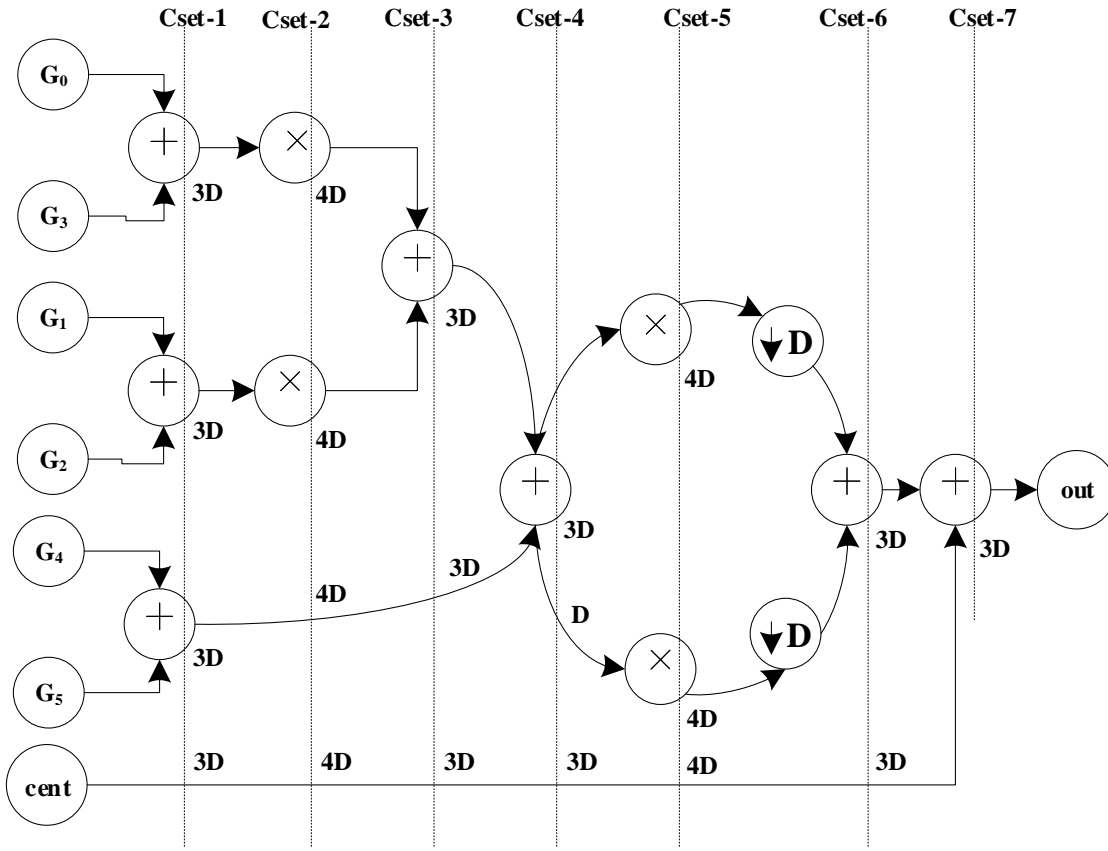 Cset-1 Cset-2 Cset-3 Cset-4 Cset-5 Cset-6 Cset-7
G₀
+ ×
3D 4D
G₃
+
3D
G₁
× ↓ D
4D
+ ×
3D 4D
G₂
+ + + out
3D 3D 3D
G₄
3D
4D D
+ ↓ D
3D
×
G₅
4D
3D 4D 3D 3D 4D 3D
cent